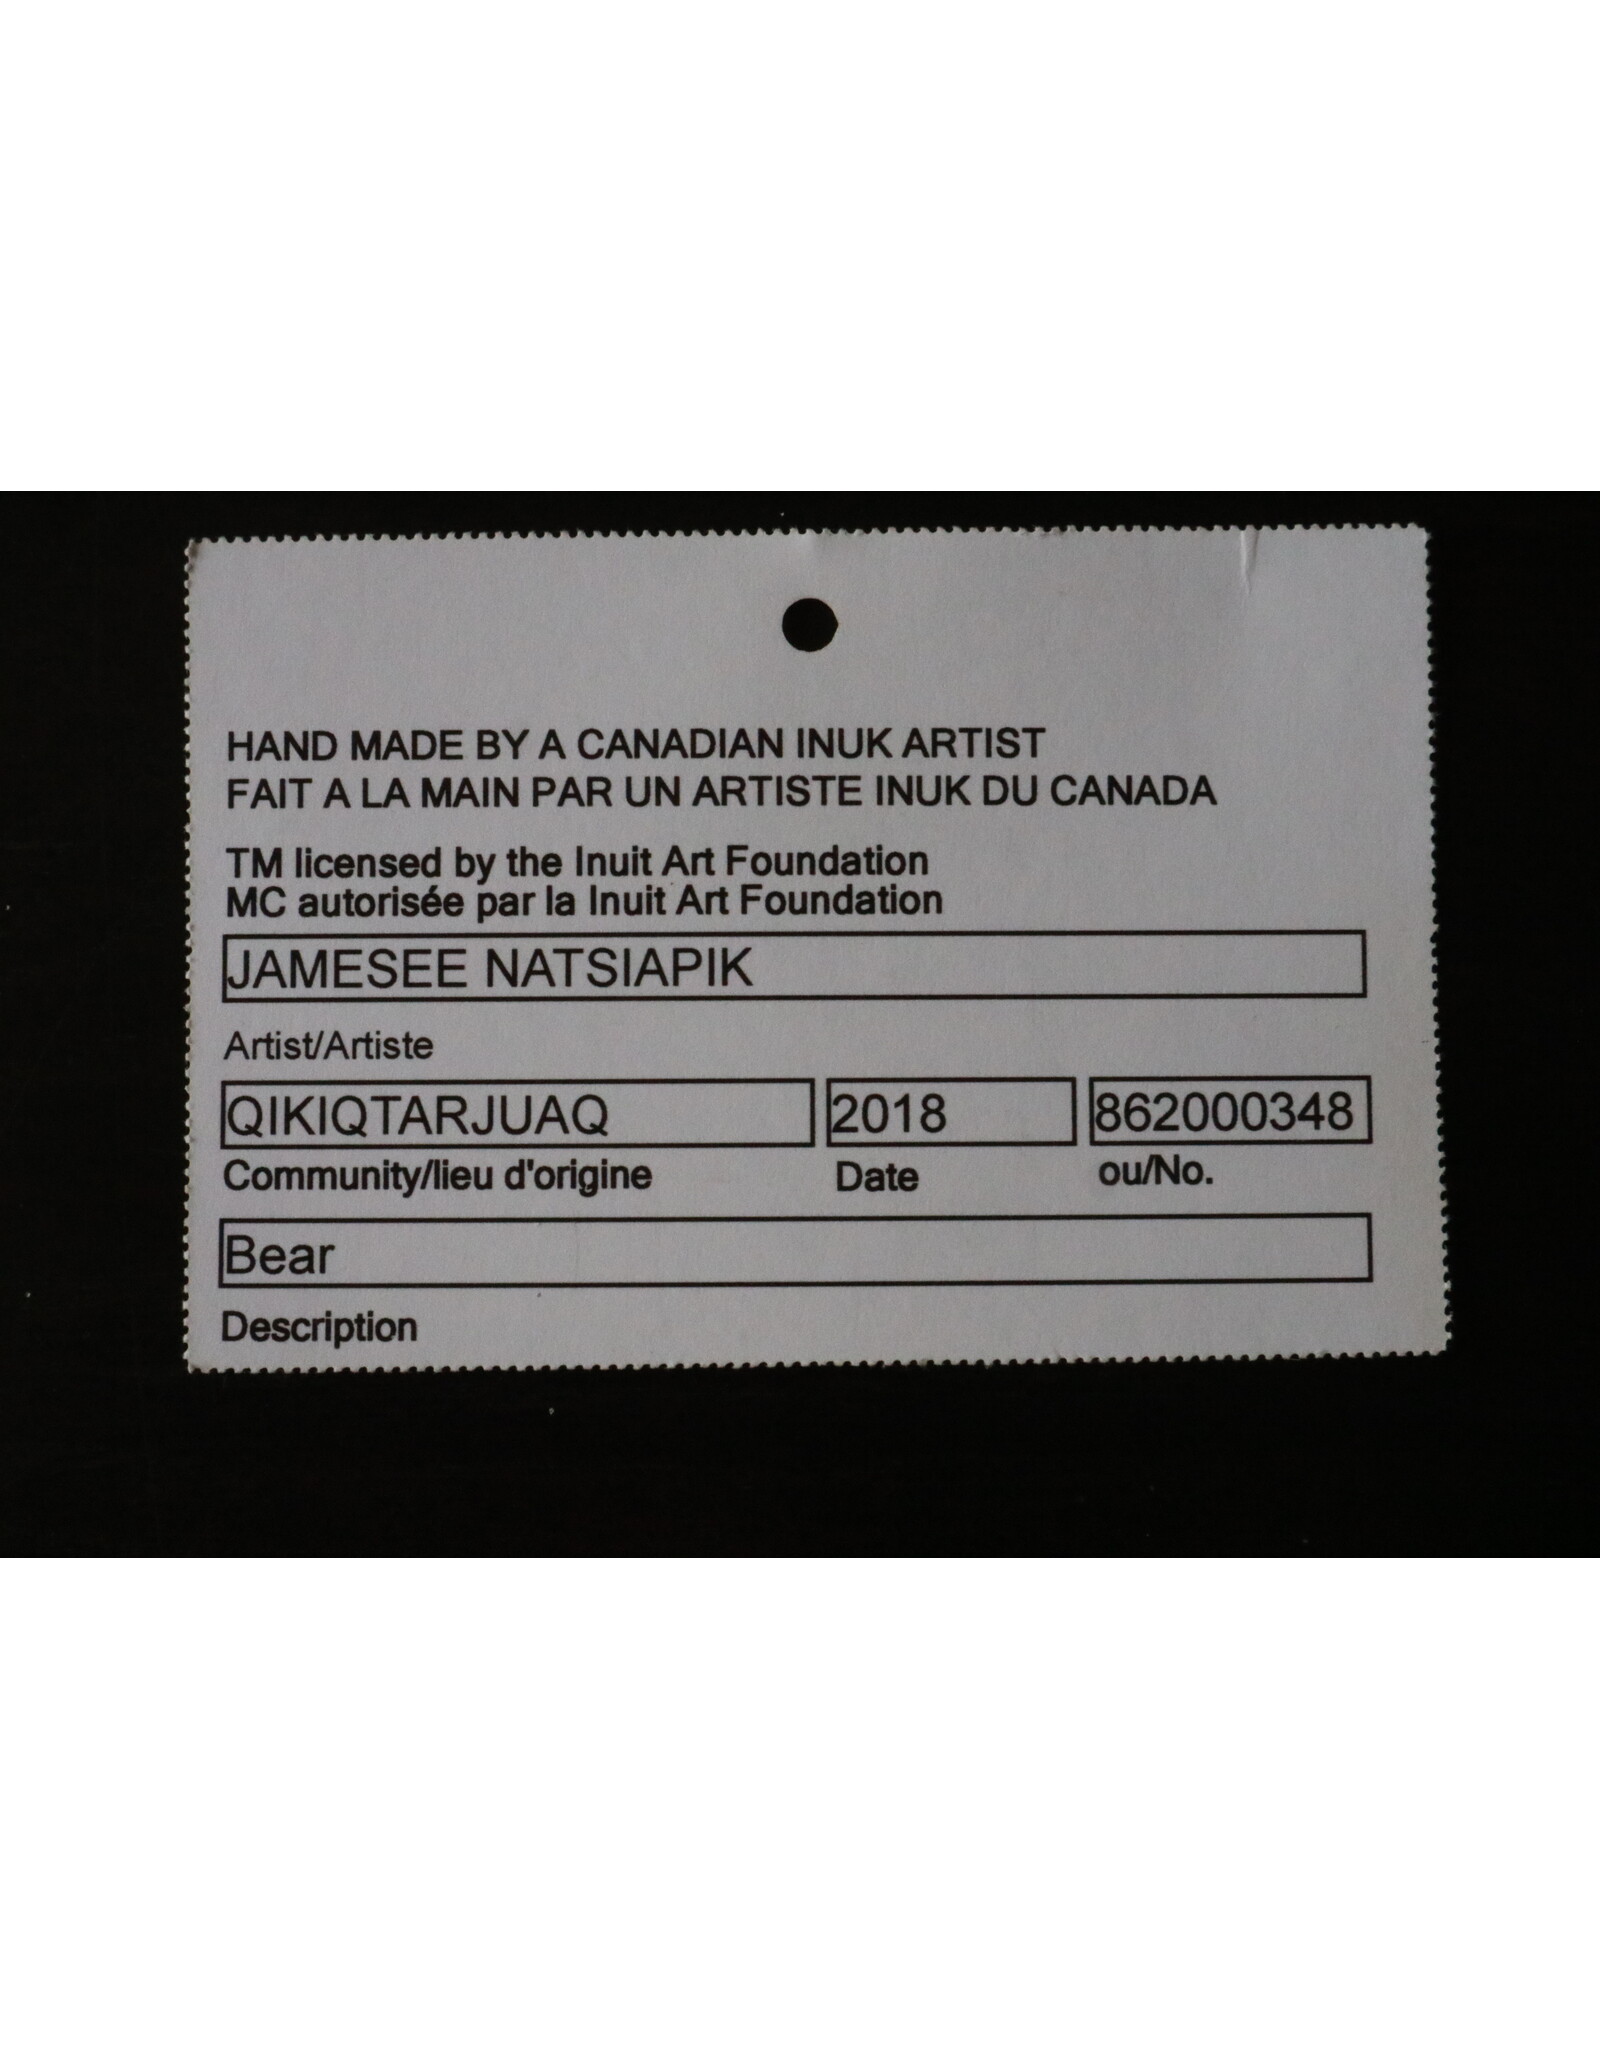 HAND MADE BY A CANADIAN INUK ARTIST
FAIT A LA MAIN PAR UN ARTISTE INUK DU CANADA
TM licensed by the Inuit Art Foundation
MC autorisée par la Inuit Art Foundation
JAMESEE NATSIAPIK
Artist/Artiste
QIKIQTARJUAQ 2018 862000348
Community/lieu d'origine Date ou/No.
Bear
Description